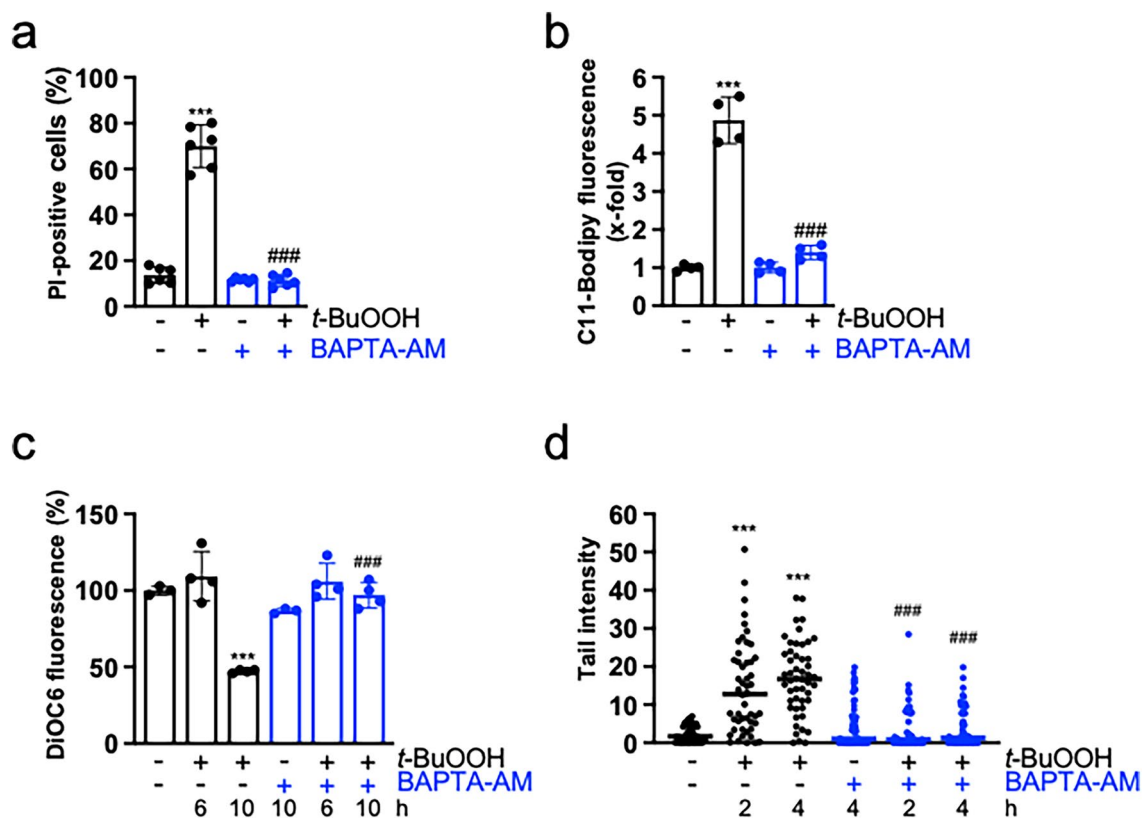 a
PI-positive cells (%)
100
80
60
40
20
0
***
###
- + - + t-BuOOH
- - + + BAPTA-AM
b
C11-Bodipy fluorescence
(x-fold)
6
5
4
3
2
1
0
***
###
- + - + t-BuOOH
- - + + BAPTA-AM
c
DiOC6 fluorescence (%)
150
100
50
0
***
###
- + + - + + t-BuOOH
- - - + + + BAPTA-AM
6 10 10 6 10 h
d
Tail intensity
60
50
40
30
20
10
0
***
***
###
###
- + + - + + t-BuOOH
- - - + + + BAPTA-AM
2 4 4 2 4 h